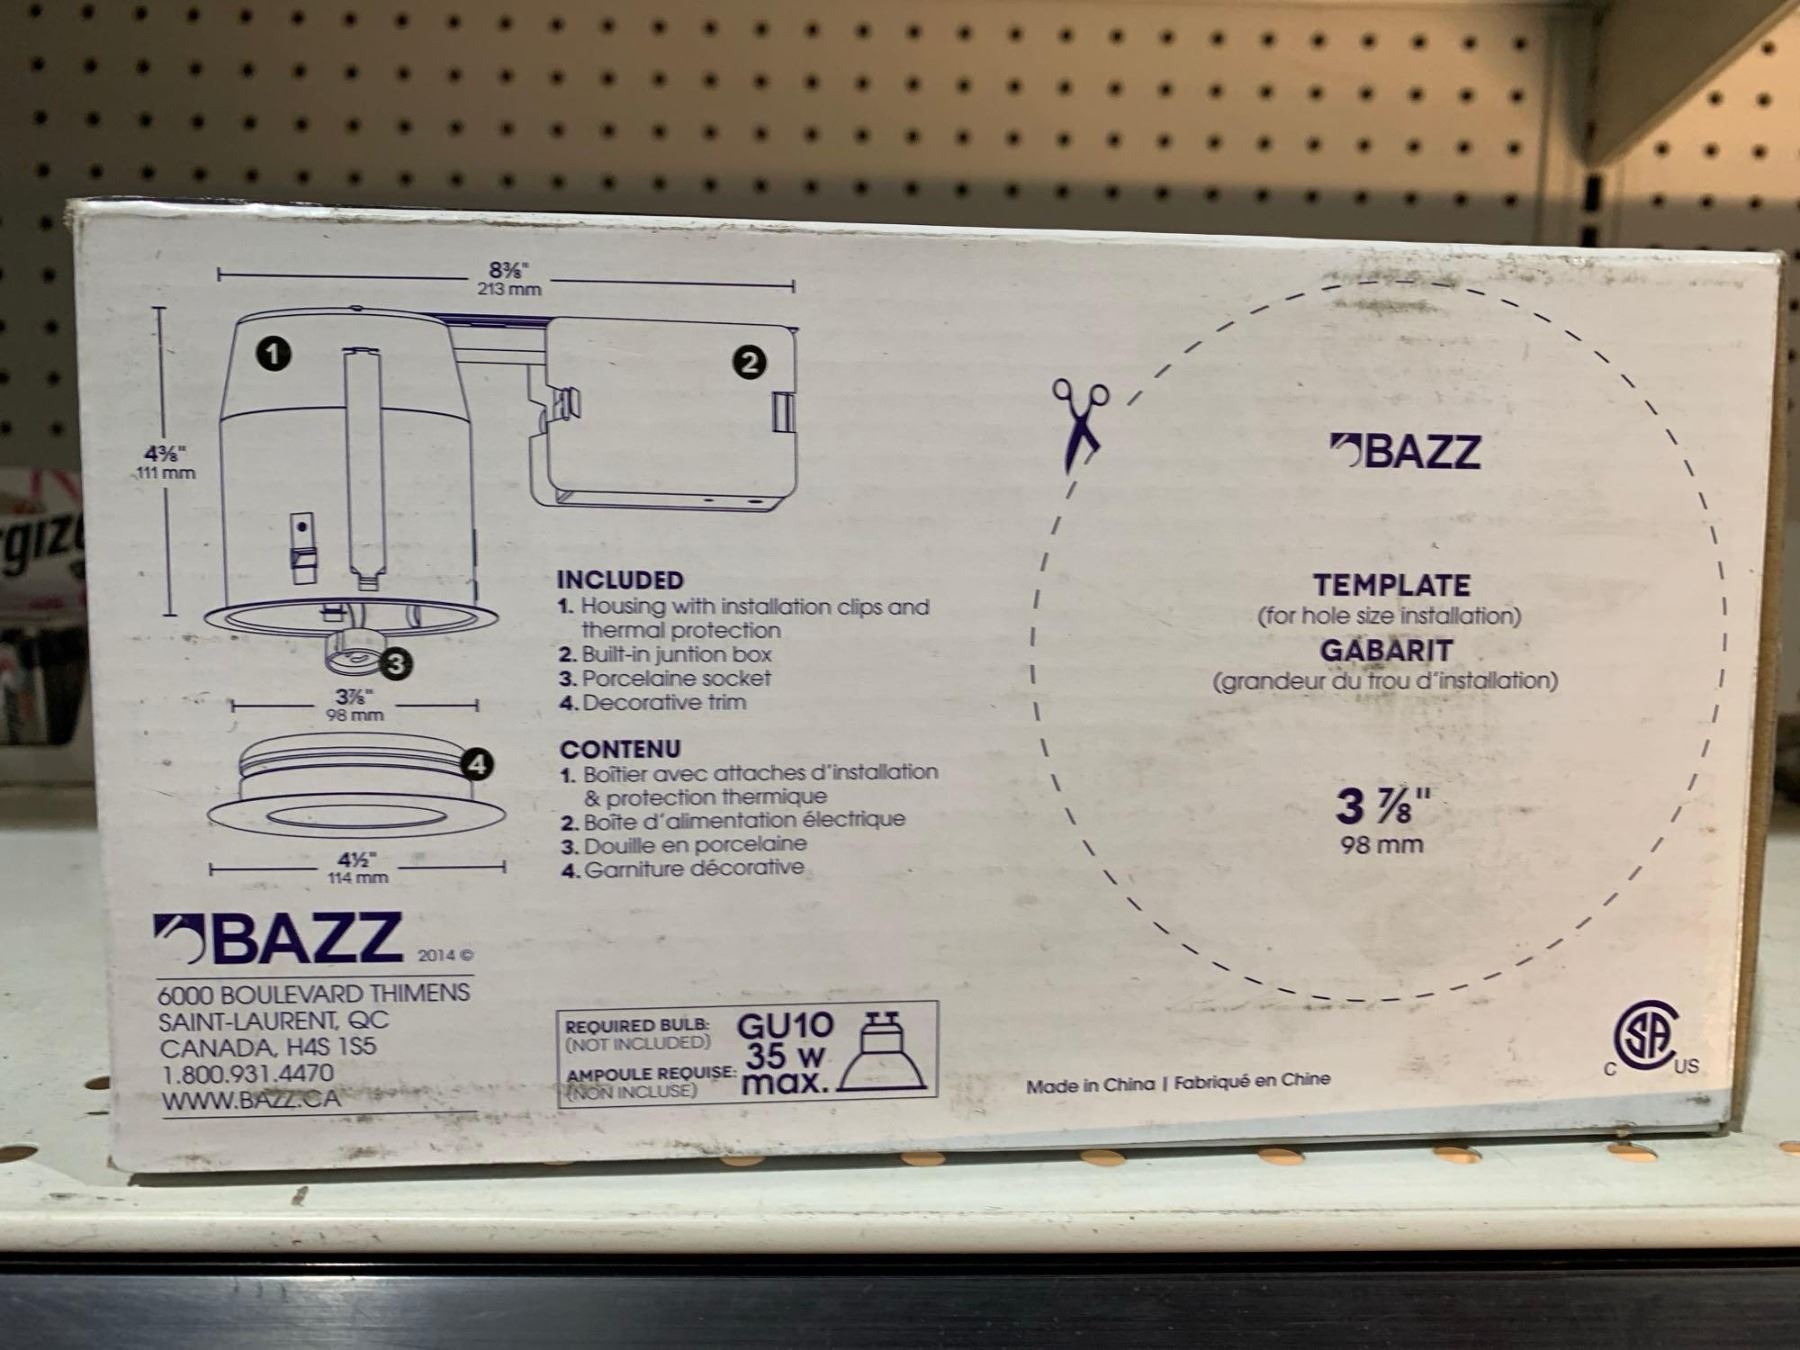 8⅜"
213 mm
1
2
4⅜"
111 mm
3
3⅞"
98 mm
4
4½"
114 mm
INCLUDED
1. Housing with installation clips and
thermal protection
2. Built-in juntion box
3. Porcelaine socket
4. Decorative trim
CONTENU
1. Boîtier avec attaches d'installation
& protection thermique
2. Boîte d'alimentation électrique
3. Douille en porcelaine
4. Garniture décorative
BAZZ 2014 ©
6000 BOULEVARD THIMENS
SAINT-LAURENT, QC
CANADA, H4S 1S5
1.800.931.4470
WWW.BAZZ.CA
REQUIRED BULB:
(NOT INCLUDED)
AMPOULE REQUISE:
(NON INCLUSE)
GU10
35 w
max.
BAZZ
TEMPLATE
(for hole size installation)
GABARIT
(grandeur du trou d'installation)
3 ⅞"
98 mm
Made in China | Fabriqué en Chine
C SA US